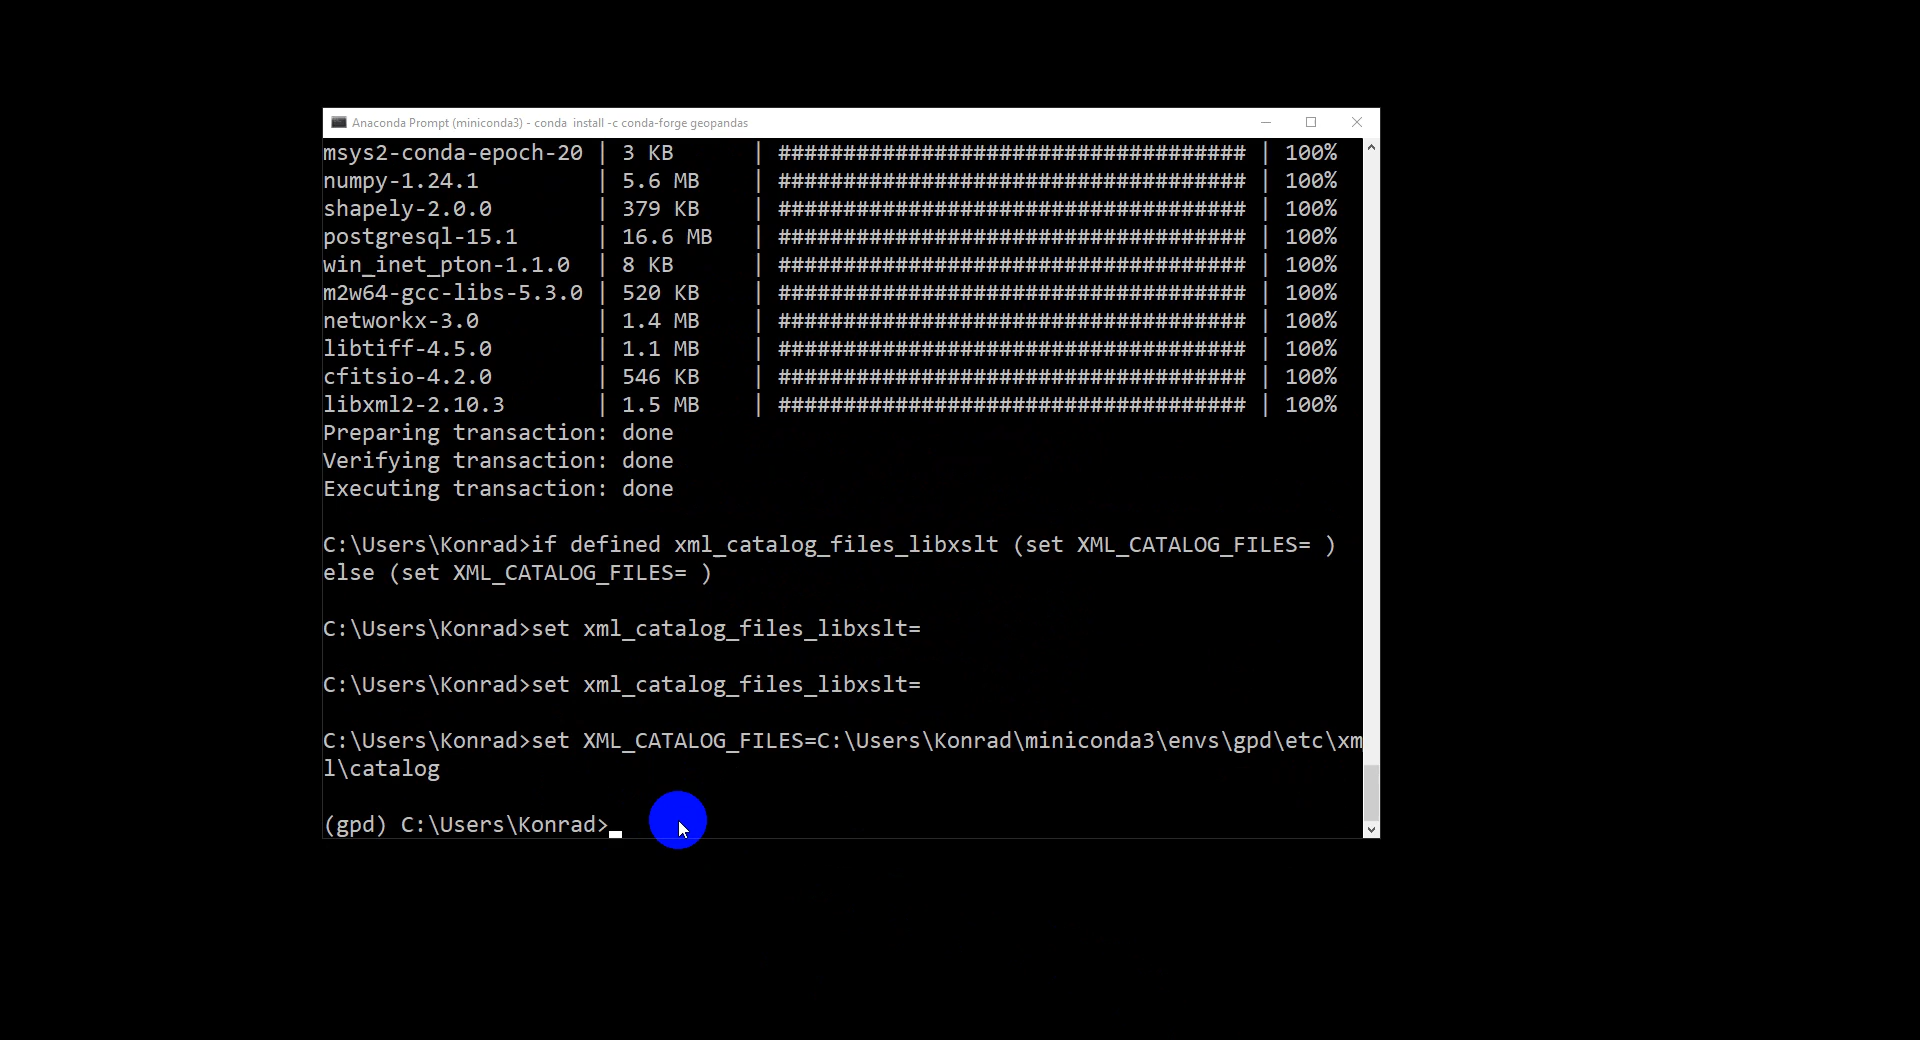 Anaconda Prompt (miniconda3) - conda  install -c conda-forge geopandas
msys2-conda-epoch-20 | 3 KB      | #################################### | 100%
numpy-1.24.1         | 5.6 MB    | #################################### | 100%
shapely-2.0.0        | 379 KB    | #################################### | 100%
postgresql-15.1      | 16.6 MB   | #################################### | 100%
win_inet_pton-1.1.0  | 8 KB      | #################################### | 100%
m2w64-gcc-libs-5.3.0 | 520 KB    | #################################### | 100%
networkx-3.0         | 1.4 MB    | #################################### | 100%
libtiff-4.5.0        | 1.1 MB    | #################################### | 100%
cfitsio-4.2.0        | 546 KB    | #################################### | 100%
libxml2-2.10.3       | 1.5 MB    | #################################### | 100%
Preparing transaction: done
Verifying transaction: done
Executing transaction: done
C:\Users\Konrad>if defined xml_catalog_files_libxslt (set XML_CATALOG_FILES= )
else (set XML_CATALOG_FILES= )
C:\Users\Konrad>set xml_catalog_files_libxslt=
C:\Users\Konrad>set xml_catalog_files_libxslt=
C:\Users\Konrad>set XML_CATALOG_FILES=C:\Users\Konrad\miniconda3\envs\gpd\etc\xm
l\catalog
(gpd) C:\Users\Konrad>